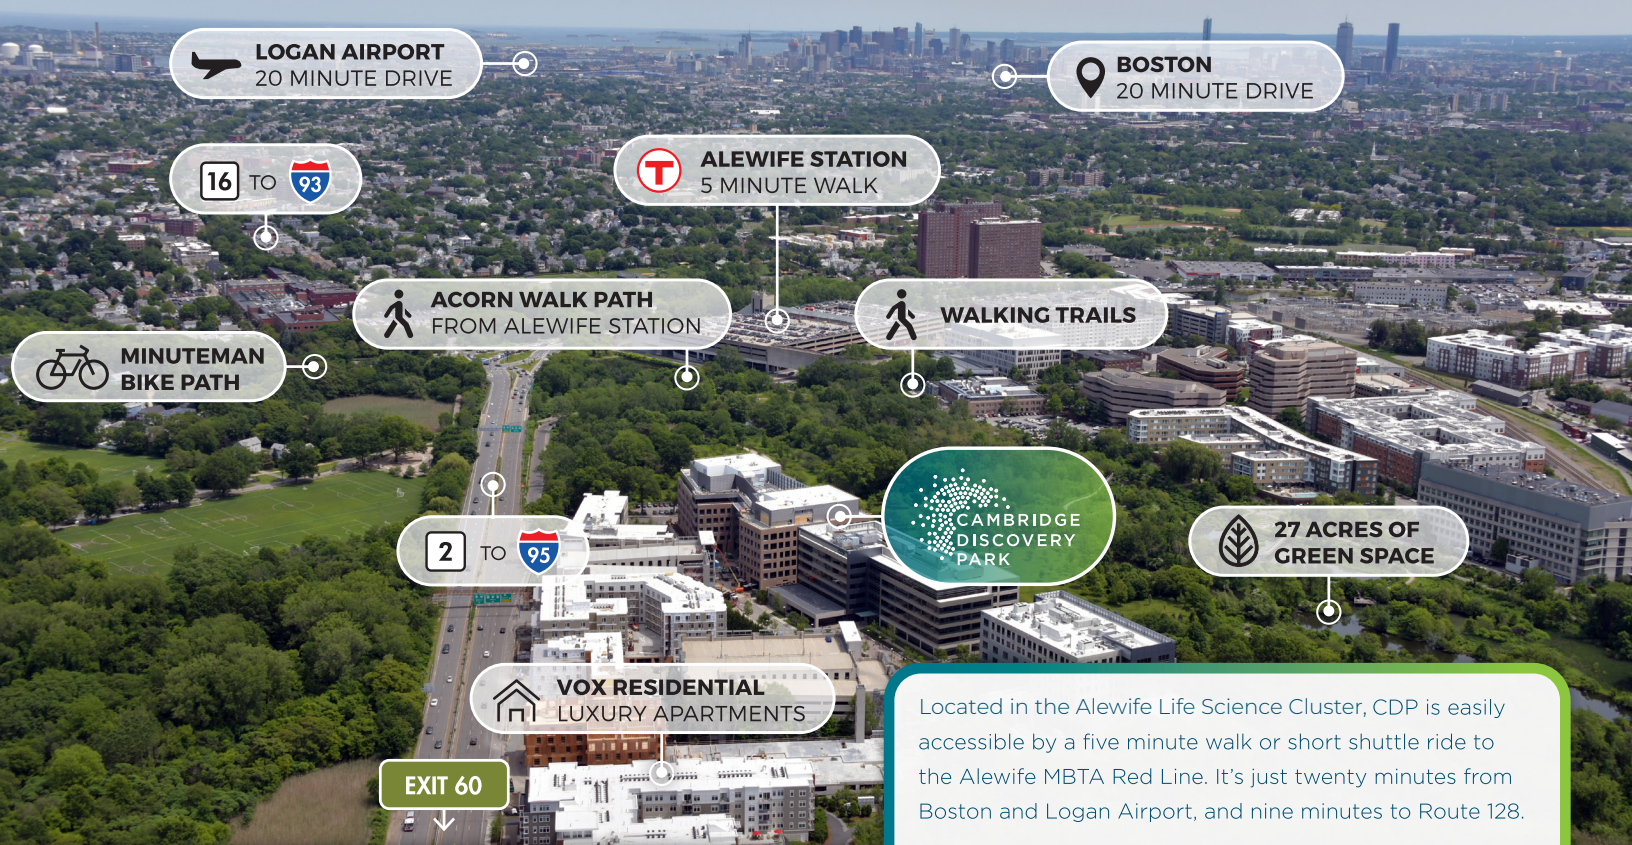 LOGAN AIRPORT
20 MINUTE DRIVE
BOSTON
20 MINUTE DRIVE
16 TO 93
T
ALEWIFE STATION
5 MINUTE WALK
ACORN WALK PATH
FROM ALEWIFE STATION
WALKING TRAILS
MINUTEMAN
BIKE PATH
CAMBRIDGE
DISCOVERY
PARK
2 TO 95
27 ACRES OF
GREEN SPACE
VOX RESIDENTIAL
LUXURY APARTMENTS
EXIT 60
Located in the Alewife Life Science Cluster, CDP is easily
accessible by a five minute walk or short shuttle ride to
the Alewife MBTA Red Line. It's just twenty minutes from
Boston and Logan Airport, and nine minutes to Route 128.